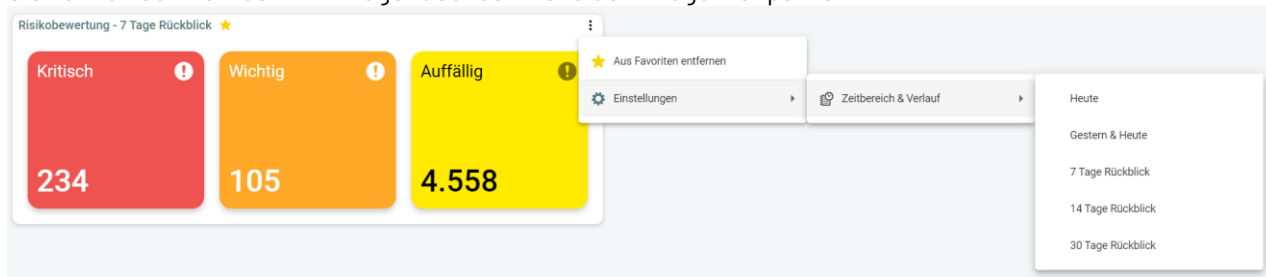 Risikobewertung - 7 Tage Rückblick
Kritisch
Wichtig
Auffällig
234
105
4.558
Aus Favoriten entfernen
Einstellungen
Zeitbereich & Verlauf
Heute
Gestern & Heute
7 Tage Rückblick
14 Tage Rückblick
30 Tage Rückblick